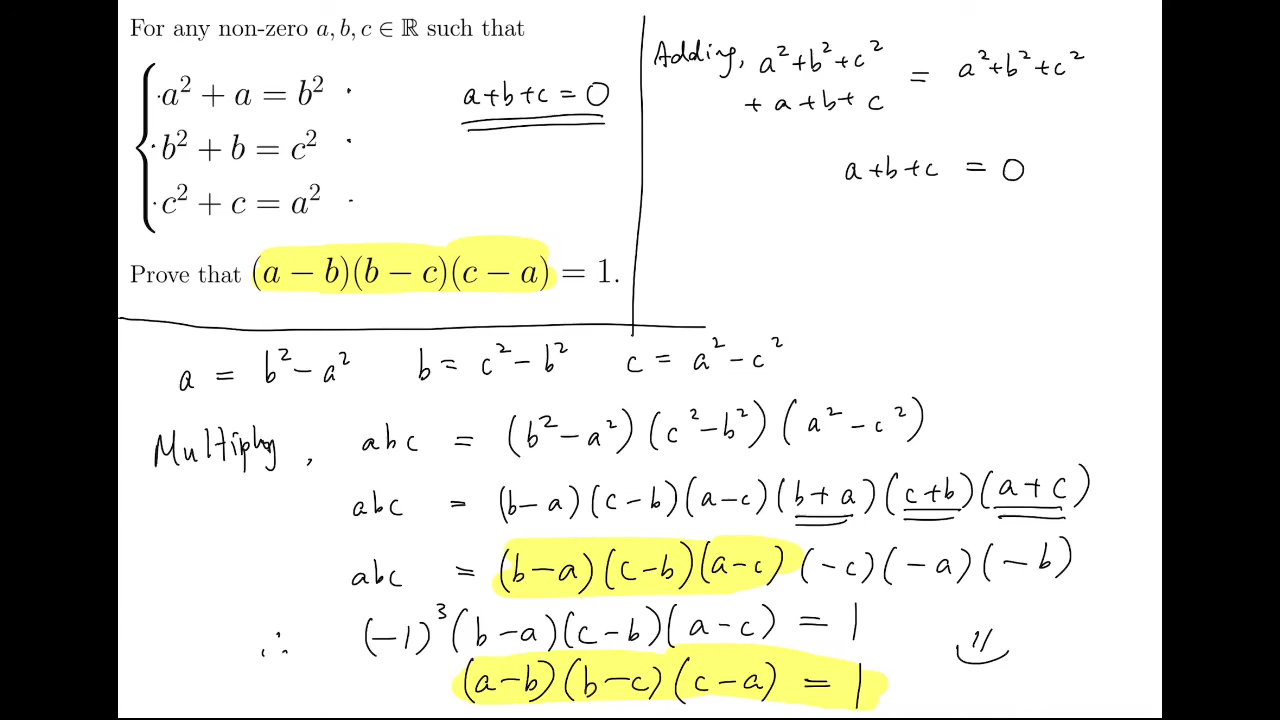 For any non-zero a, b, c ∈ ℝ such that
a² + a = b²
b² + b = c²
c² + c = a²
a+b+c = 0
Prove that (a − b)(b − c)(c − a) = 1.
Adding, a²+b²+c² = a²+b²+c²
+ a+b+c
a+b+c = 0
a = b²−a² b = c²−b² c = a²−c²
Multiply, abc = (b²−a²)(c²−b²)(a²−c²)
abc = (b−a)(c−b)(a−c)(b+a)(c+b)(a+c)
abc = (b−a)(c−b)(a−c)(−c)(−a)(−b)
∴ (−1)³(b−a)(c−b)(a−c) = 1
(a−b)(b−c)(c−a) = 1